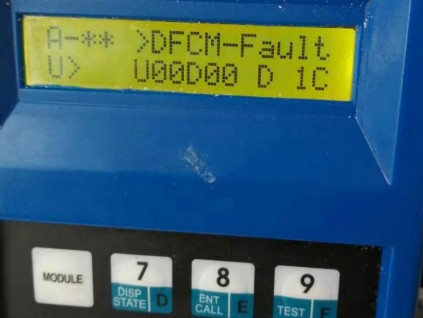 A-** >DFCM-Fault
U> U00D00 D 1C
MODULE
7
DISP STATE D
8
ENT CALL E
9
TEST F